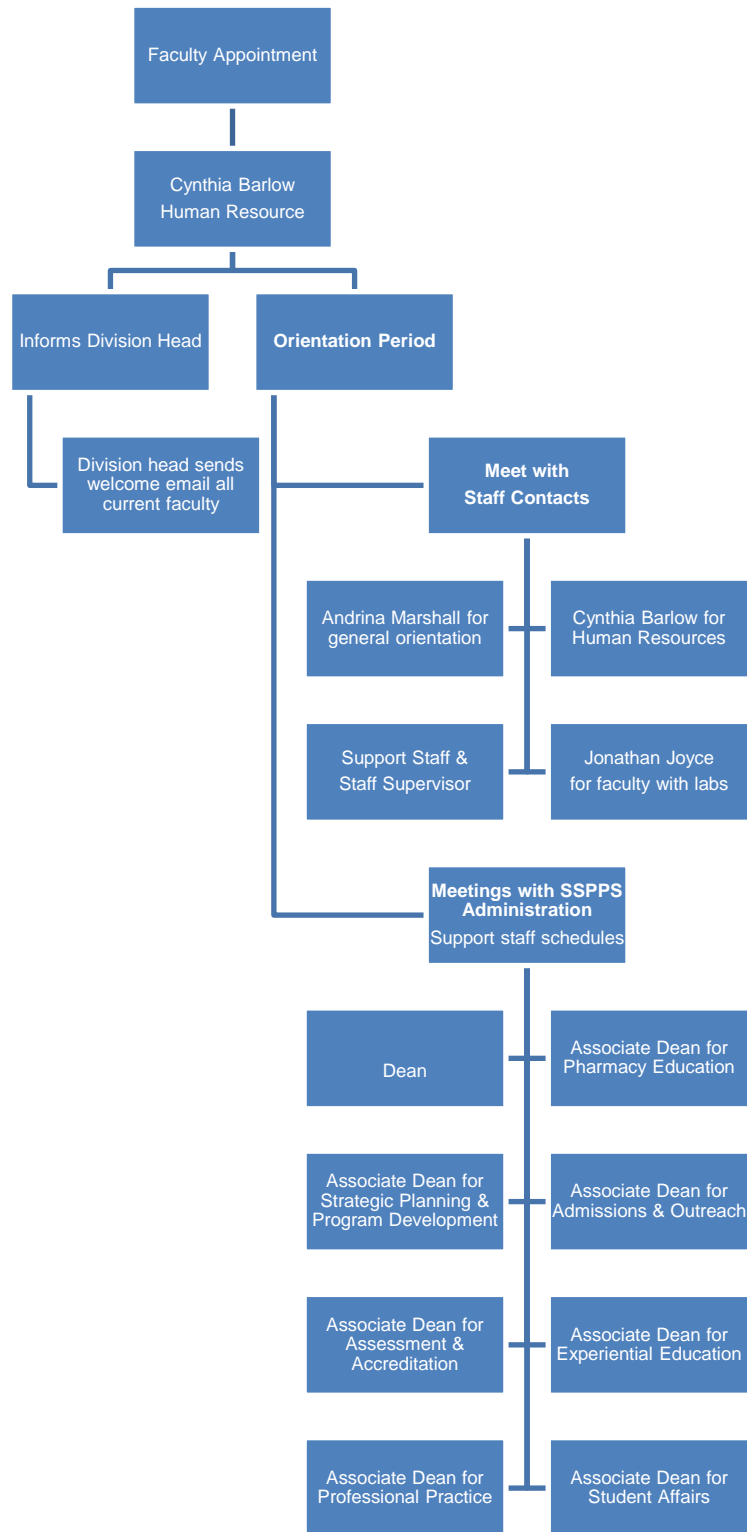 Faculty Appointment
Cynthia Barlow
Human Resource
Informs Division Head
Orientation Period
Division head sends
welcome email all
current faculty
Meet with
Staff Contacts
Andrina Marshall for
general orientation
Cynthia Barlow for
Human Resources
Support Staff &
Staff Supervisor
Jonathan Joyce
for faculty with labs
Meetings with SSPPS
Administration
Support staff schedules
Dean
Associate Dean for
Pharmacy Education
Associate Dean for
Strategic Planning &
Program Development
Associate Dean for
Admissions & Outreach
Associate Dean for
Assessment &
Accreditation
Associate Dean for
Experiential Education
Associate Dean for
Professional Practice
Associate Dean for
Student Affairs